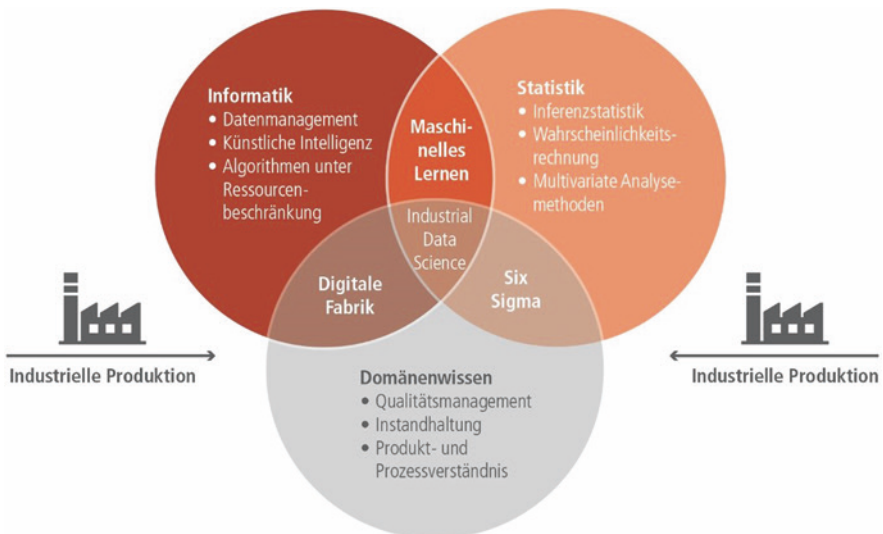 Informatik
• Datenmanagement
• Künstliche Intelligenz
• Algorithmen unter
Ressourcen-
beschränkung
Maschi-
nelles
Lernen
Statistik
• Inferenzstatistik
• Wahrscheinlichkeits-
rechnung
• Multivariate Analyse-
methoden
Industrial
Data
Science
Digitale
Fabrik
Six
Sigma
Industrielle Produktion
Domänenwissen
• Qualitätsmanagement
• Instandhaltung
• Produkt- und
Prozessverständnis
Industrielle Produktion